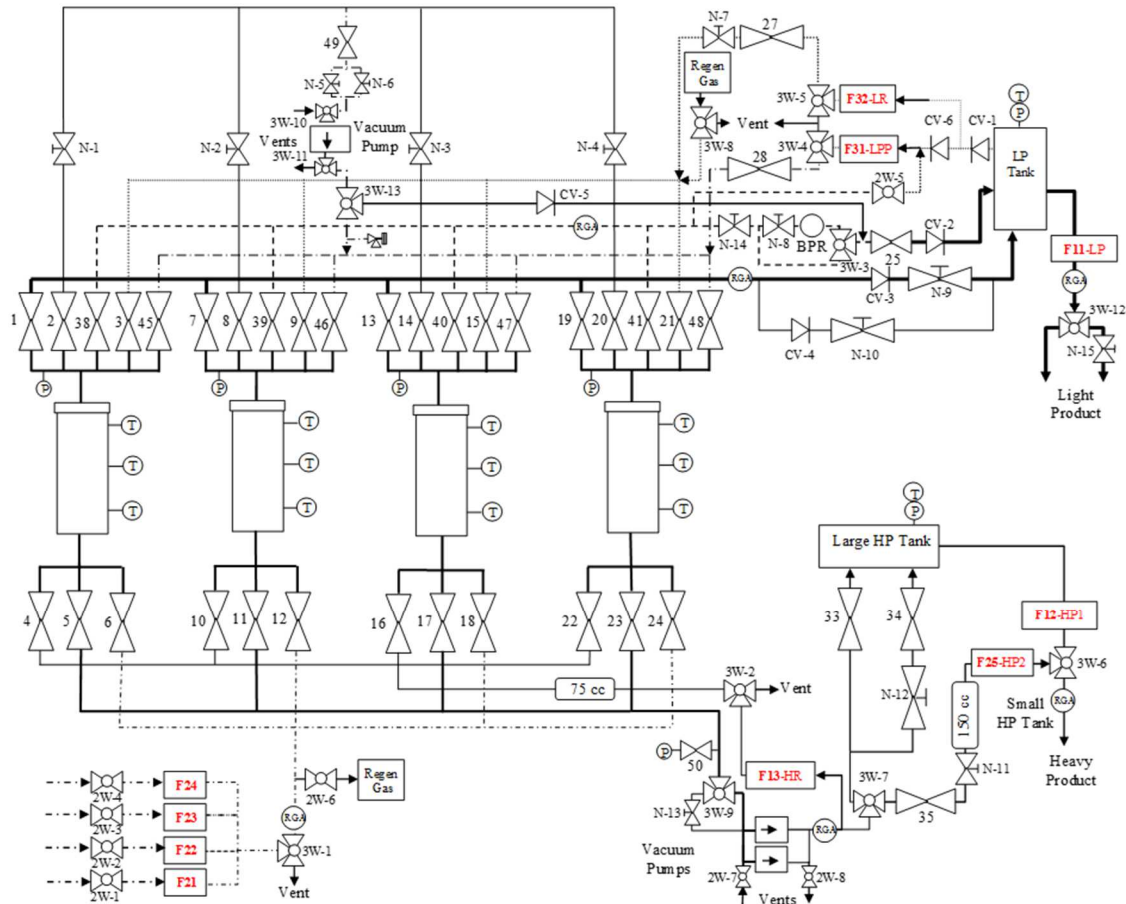 49
N-5
N-6
3W-10
Vents
Vacuum
Pump
3W-11
N-1
N-2
N-3
N-4
3W-13
CV-5
RGA
N-7
27
Regen
Gas
3W-5
F32-LR
3W-8
Vent
3W-4
F31-LPP
28
CV-6
CV-1
2W-5
T
P
LP
Tank
N-14
N-8
BPR
3W-3
25
CV-2
RGA
CV-3
N-9
CV-4
N-10
F11-LP
RGA
3W-12
N-15
Light
Product
1
2
38
3
45
7
8
39
9
46
13
14
40
15
47
19
20
41
21
48
P
P
P
P
T
T
T
T
T
T
T
T
T
T
T
T
4
5
6
10
11
12
16
17
18
22
23
24
75 cc
3W-2
Vent
T
P
Large HP Tank
33
34
N-12
F12-HP1
F25-HP2
3W-6
RGA
Small
HP Tank
150 cc
N-11
Heavy
Product
P
50
F13-HR
3W-7
35
3W-9
N-13
RGA
Vacuum
Pumps
2W-7
2W-8
Vents
2W-4
F24
2W-3
F23
2W-2
F22
2W-1
F21
2W-6
Regen
Gas
RGA
3W-1
Vent